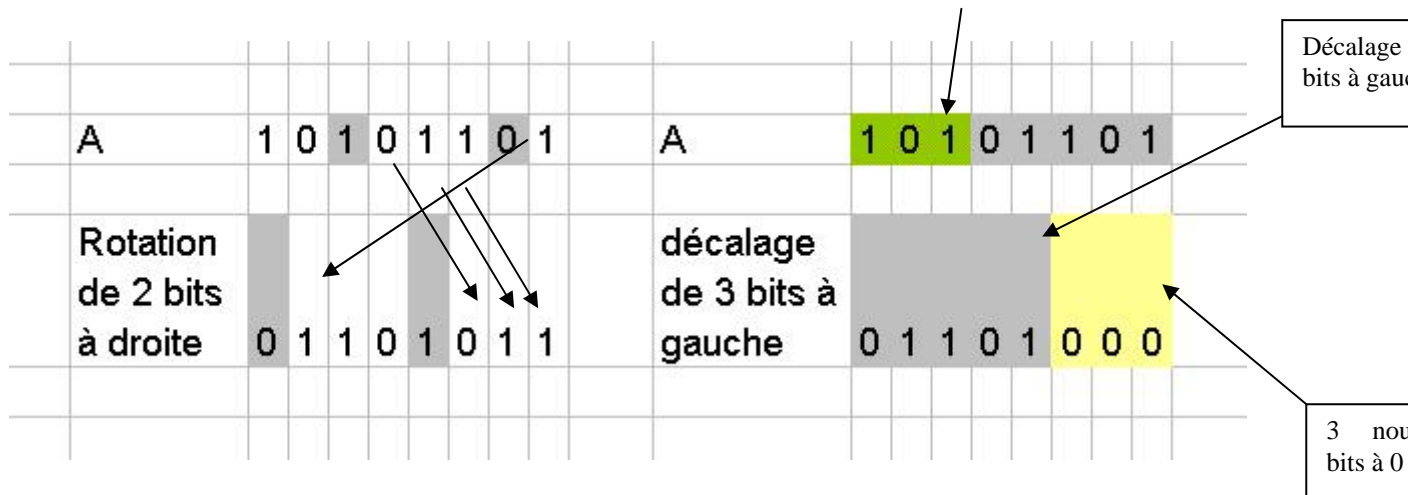 Décalage
bits à
A 1 0 1 0 1 1 0 1
A 1 0 1 0 1 1 0 1
Rotation
de 2 bits
à droite 0 1 1 0 1 0 1 1
décalage
de 3 bits à
gauche 0 1 1 0 1 0 0 0
3
bits à 0